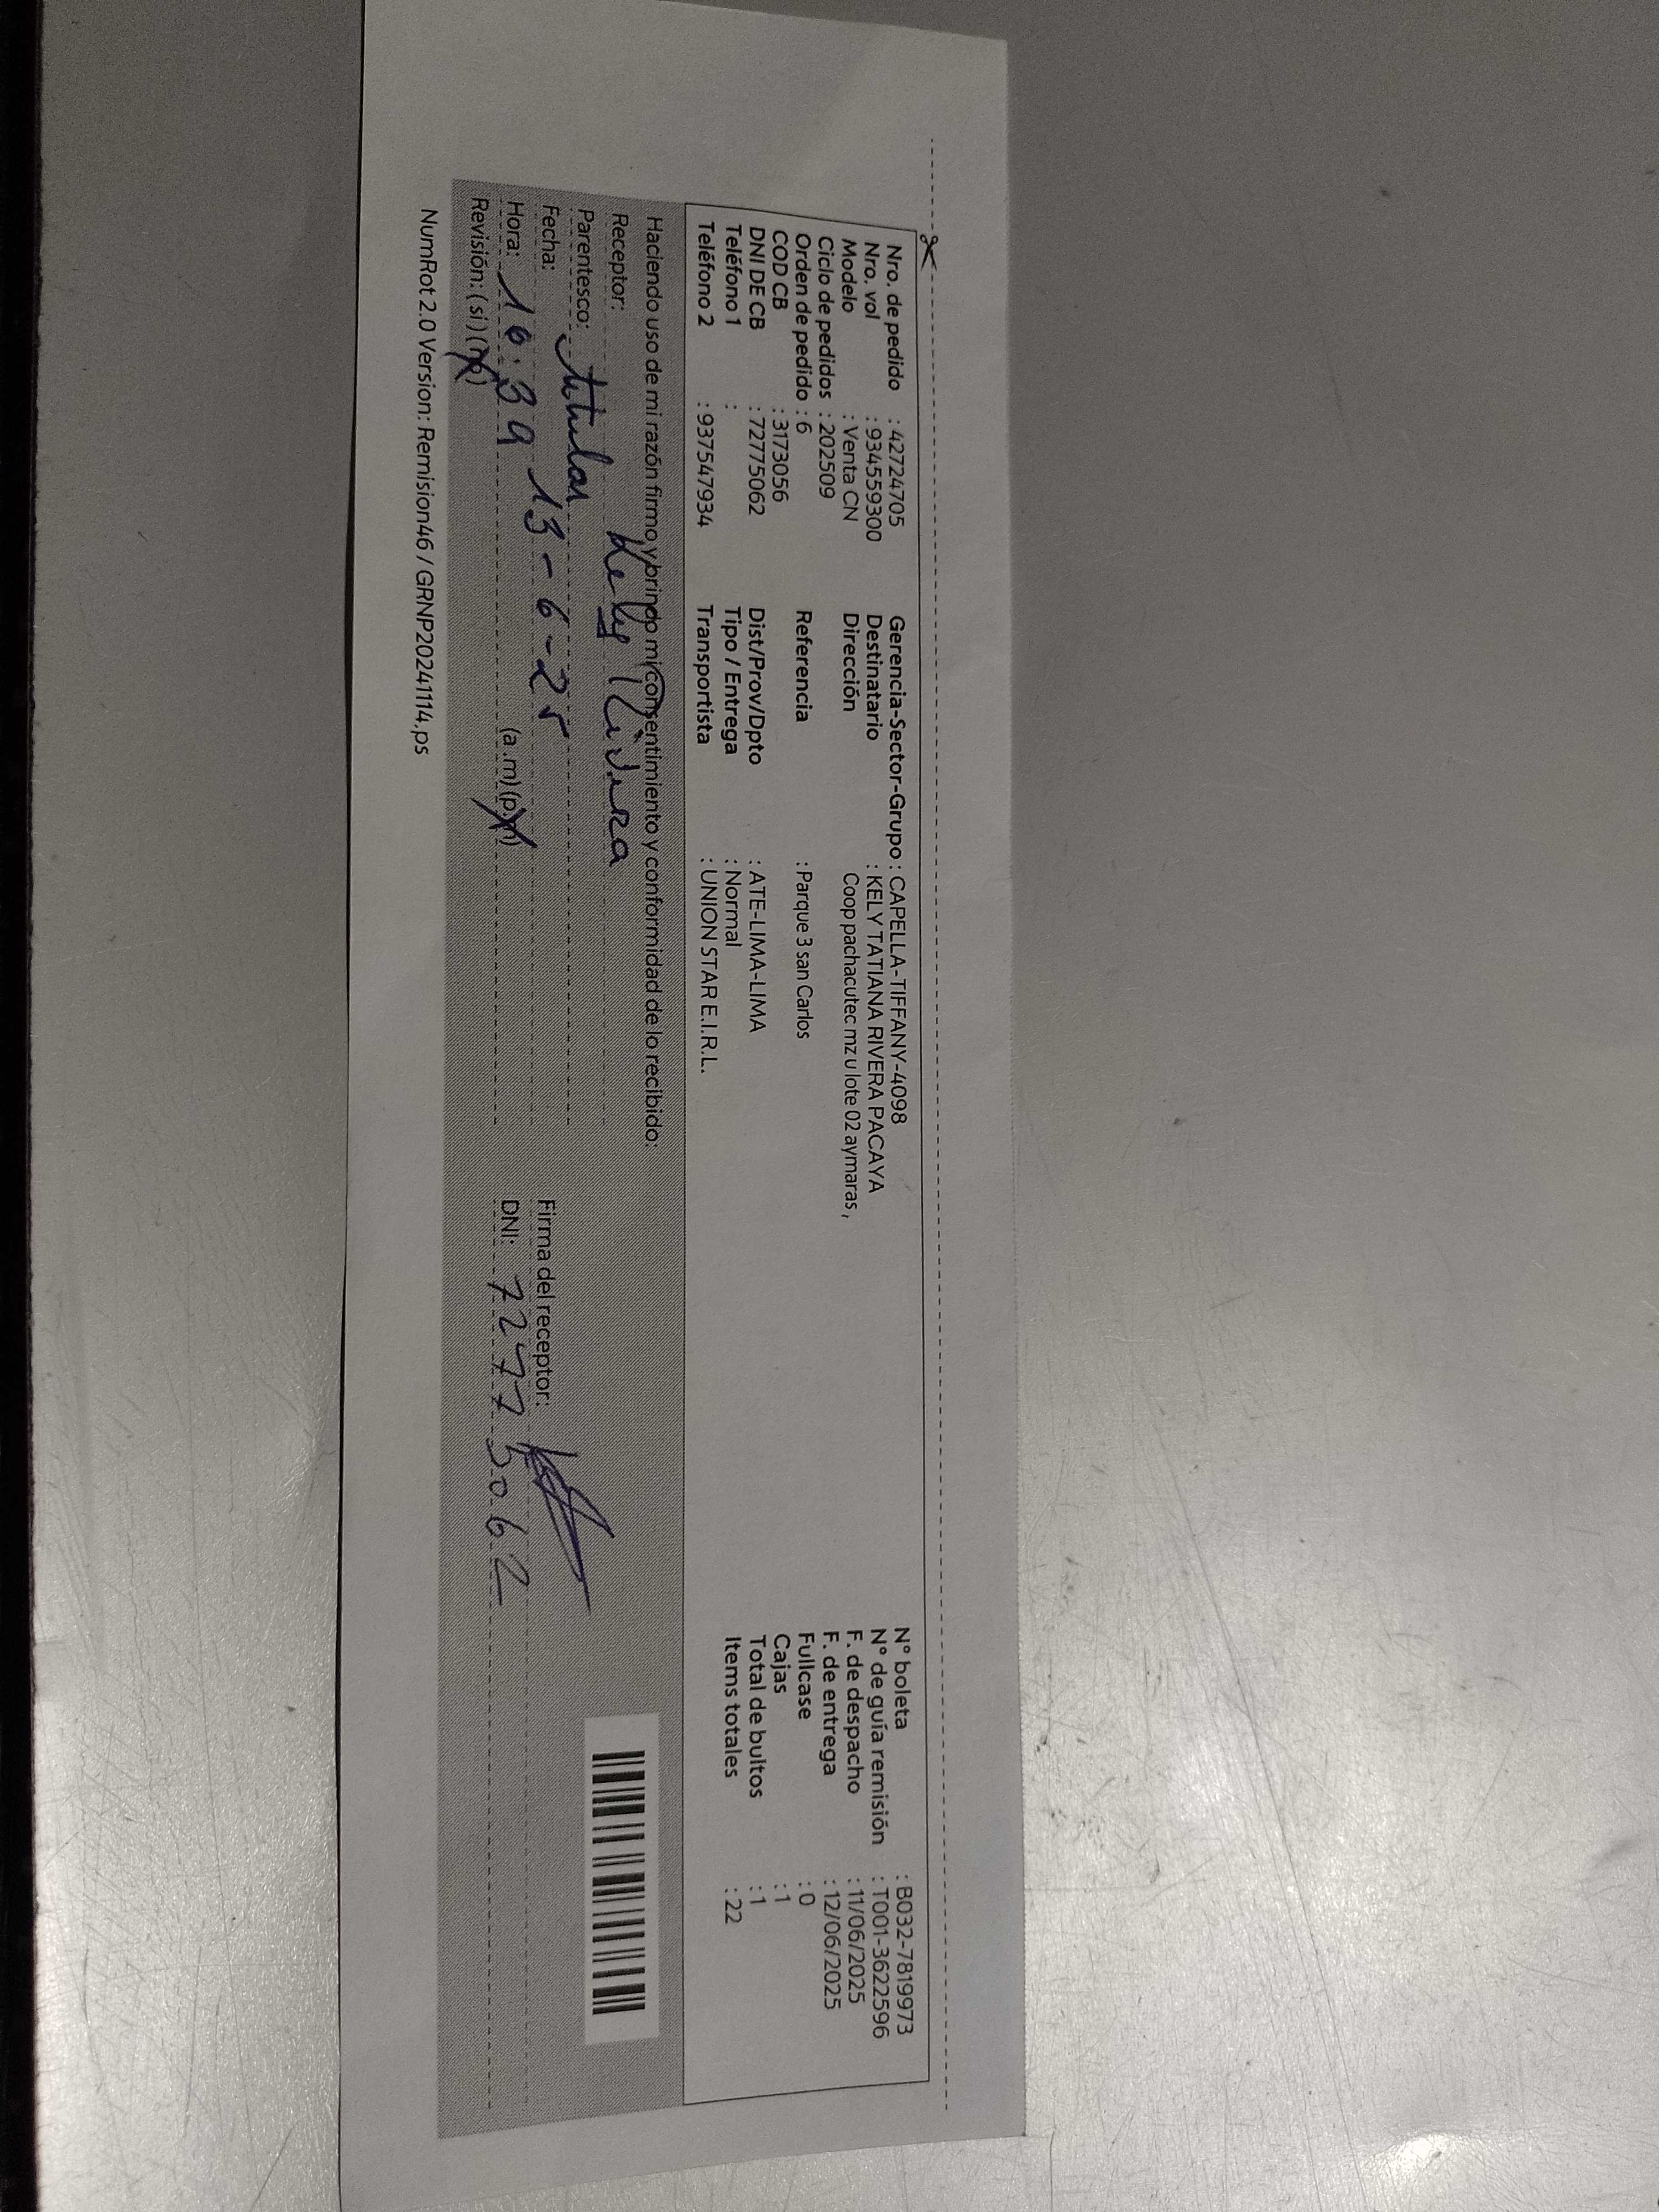 Nro. de pedido : 42724705
Nro. vol : 934559300
Modelo : Venta CN
Ciclo de pedidos : 202509
Orden de pedido : 6
COD CB : 3173056
DNI DE CB : 72775062
Teléfono 1 :
Teléfono 2 : 937547934
Gerencia-Sector-Grupo : CAPELLA-TIFFANY-4098
Destinatario : KELY TATIANA RIVERA PACAYA
Dirección Coop pachacutec mz u lote 02 aymaras ,
Referencia : Parque 3 san Carlos
Dist/Prov/Dpto : ATE-LIMA-LIMA
Tipo / Entrega : Normal
Transportista : UNION STAR E.I.R.L.
N° boleta : B032-7819973
N° de guía remisión : T001-3622596
F. de despacho : 11/06/2025
F. de entrega : 12/06/2025
Fullcase : 0
Cajas : 1
Total de bultos : 1
Items totales : 22
Haciendo uso de mi razón firmo y brindo mi consentimiento y conformidad de lo recibido:
Receptor: Kely Rivera
Parentesco: titular
Fecha: 13-6-25
Hora: 16:39 (a.m) (p.m)
Revisión: (si) (no)
Firma del receptor:
DNI: 72775062
NumRot 2.0 Version: Remision46 / GRNP20241114.ps